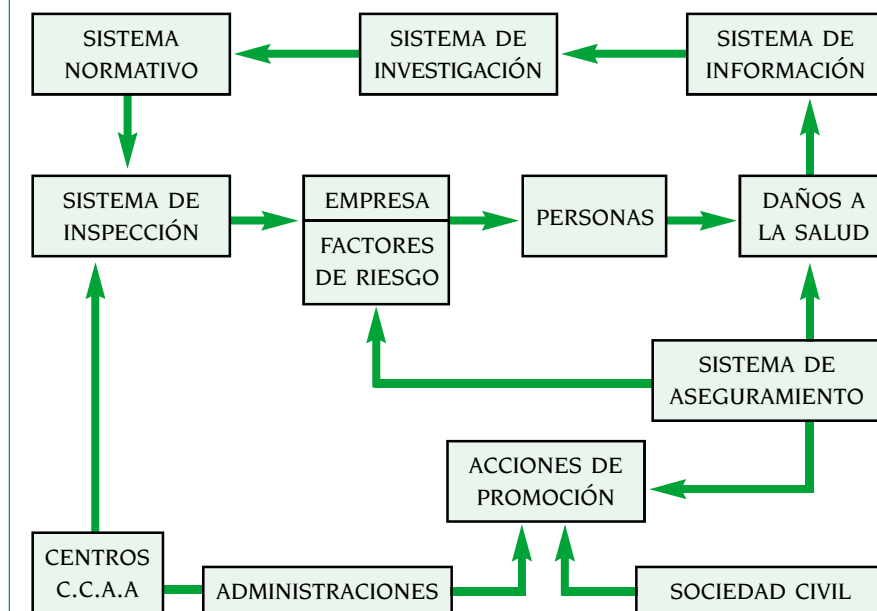 SISTEMA
NORMATIVO
SISTEMA DE
INVESTIGACIÓN
SISTEMA DE
INFORMACIÓN
SISTEMA DE
INSPECCIÓN
EMPRESA
FACTORES
DE RIESGO
PERSONAS
DAÑOS A
LA SALUD
SISTEMA DE
ASEGURAMIENTO
ACCIONES DE
PROMOCIÓN
CENTROS
C.C.A.A
ADMINISTRACIONES
SOCIEDAD CIVIL